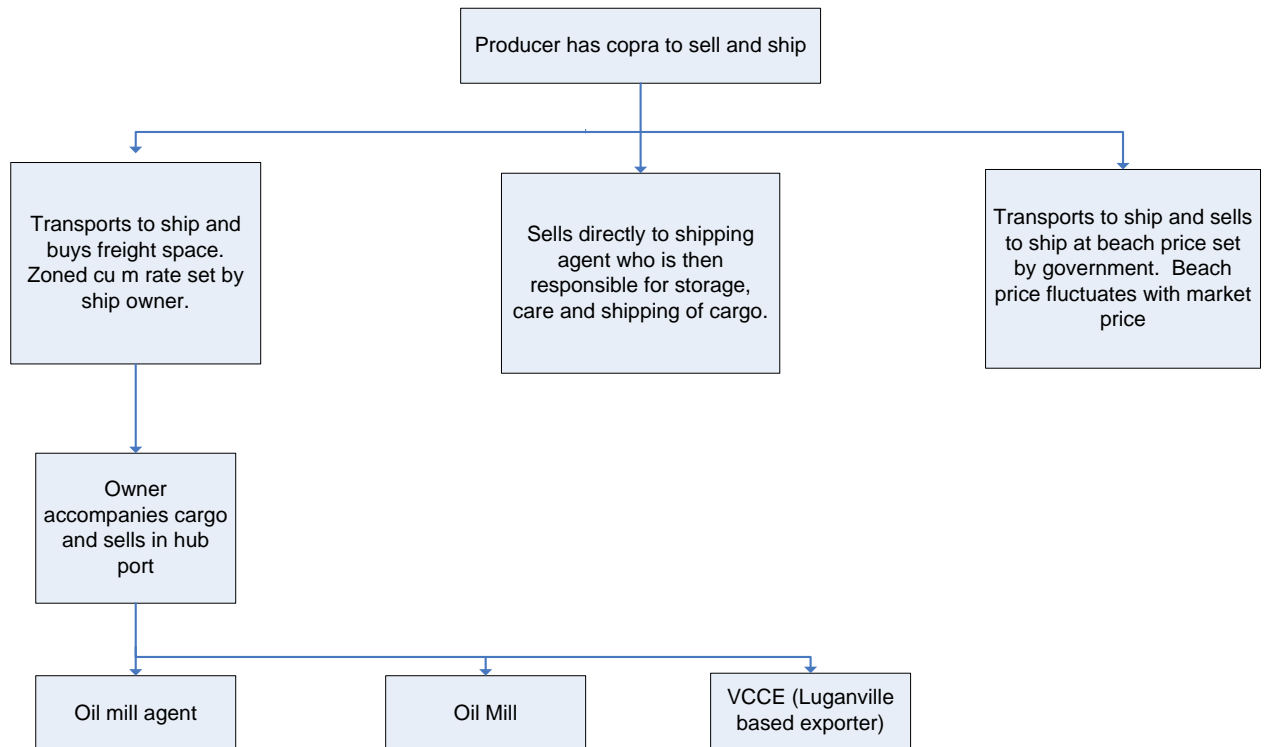 Producer has copra to sell and ship
Transports to ship and
buys freight space.
Zoned cu m rate set by
ship owner.
Sells directly to shipping
agent who is then
responsible for storage,
care and shipping of cargo.
Transports to ship and sells
to ship at beach price set
by government.  Beach
price fluctuates with market
price
Owner
accompanies cargo
and sells in hub
port
Oil mill agent
Oil Mill
VCCE (Luganville
based exporter)